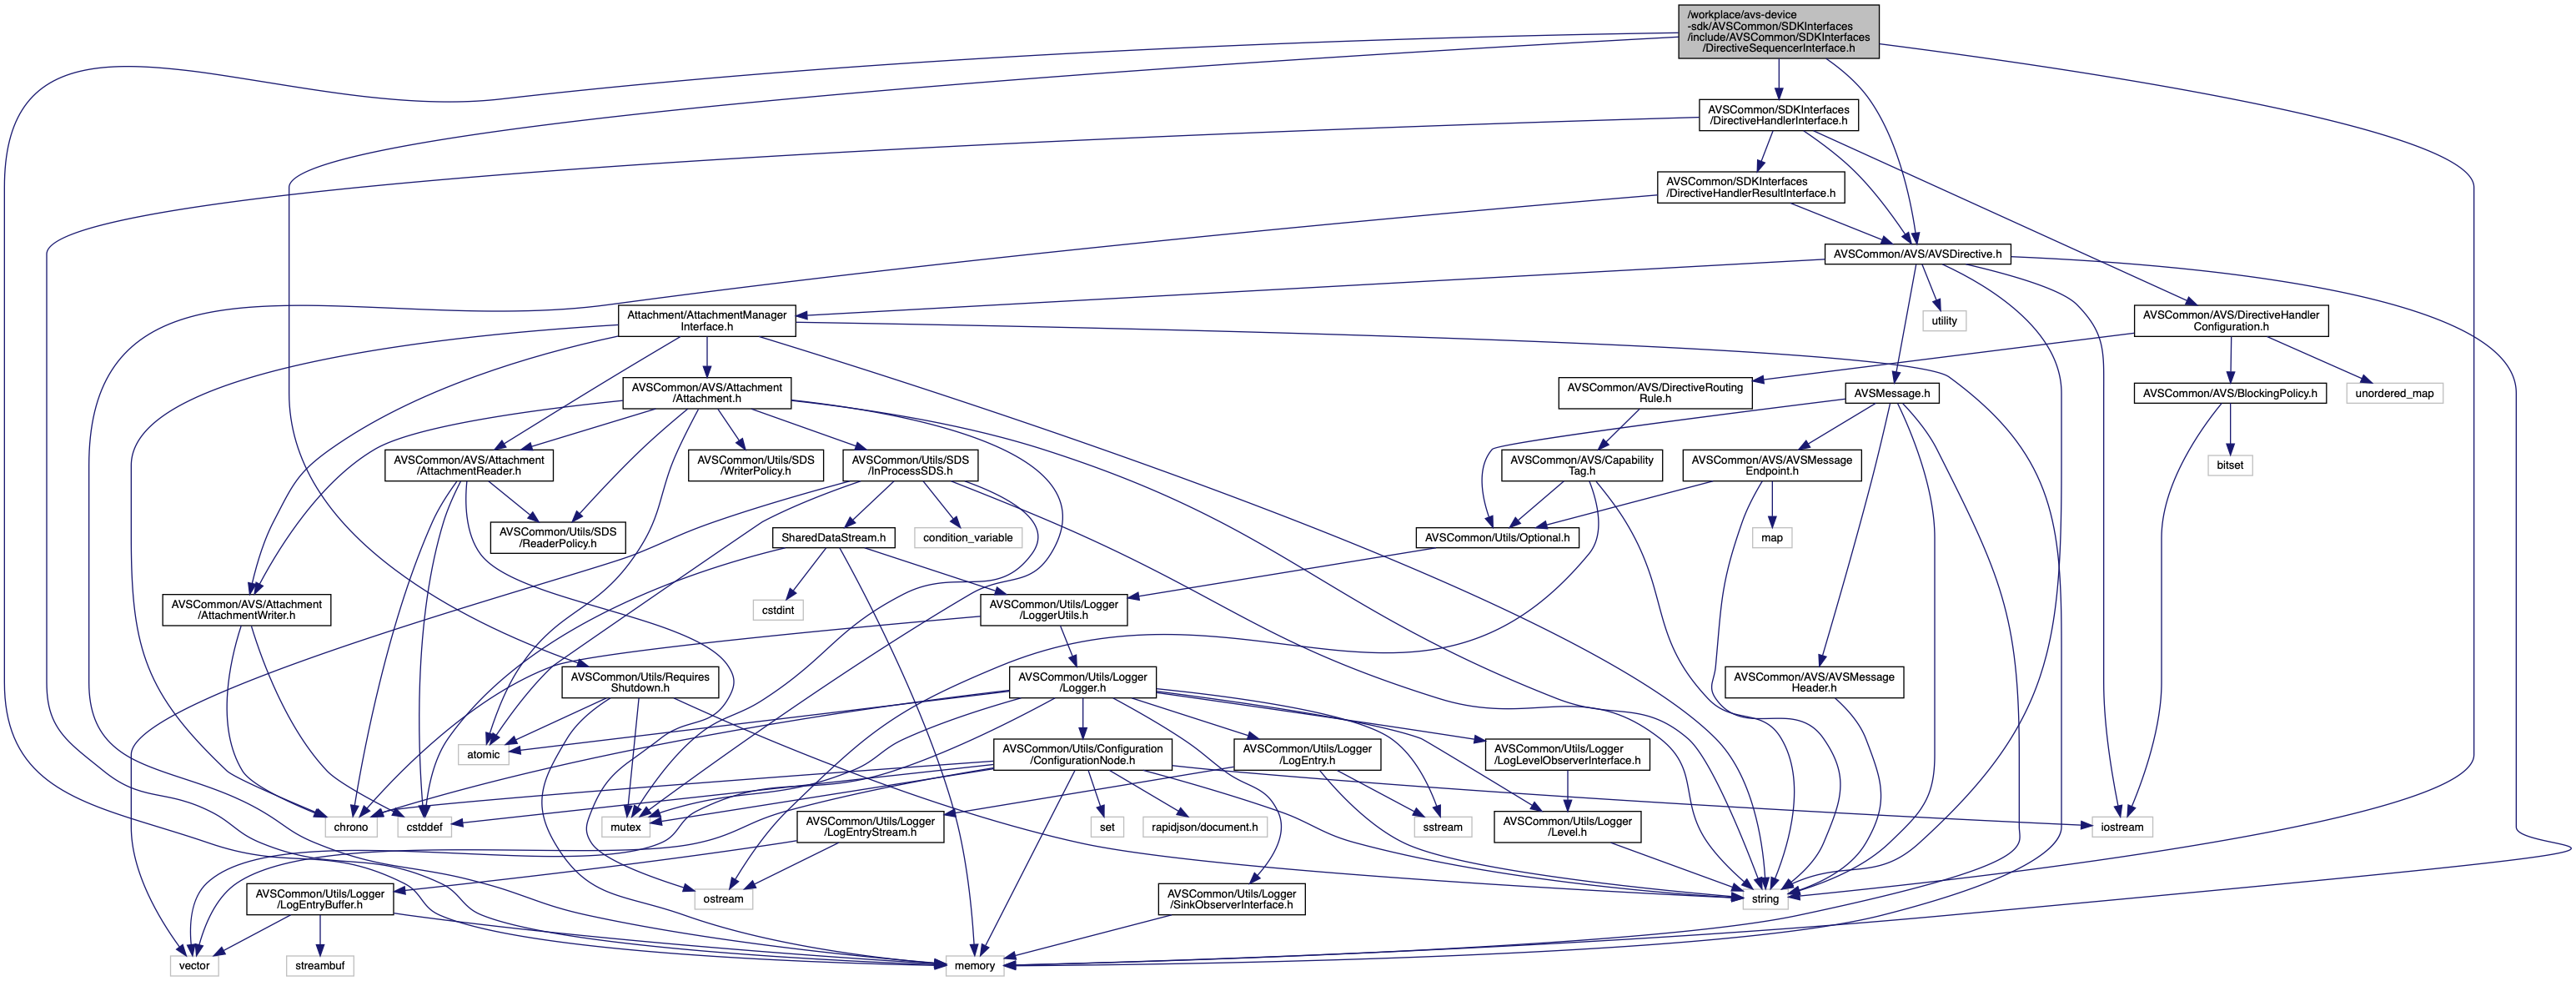 /workplace/avs-device
-sdk/AVSCommon/SDKInterfaces
/include/AVSCommon/SDKInterfaces
/DirectiveSequencerInterface.h
AVSCommon/SDKInterfaces
/DirectiveHandlerInterface.h
AVSCommon/SDKInterfaces
/DirectiveHandlerResultInterface.h
AVSCommon/AVS/AVSDirective.h
Attachment/AttachmentManager
Interface.h
utility
AVSCommon/AVS/DirectiveHandler
Configuration.h
AVSCommon/AVS/Attachment
/Attachment.h
AVSCommon/AVS/DirectiveRouting
Rule.h
AVSMessage.h
AVSCommon/AVS/BlockingPolicy.h
unordered_map
AVSCommon/AVS/Attachment
/AttachmentReader.h
AVSCommon/Utils/SDS
/WriterPolicy.h
AVSCommon/Utils/SDS
/InProcessSDS.h
AVSCommon/AVS/Capability
Tag.h
AVSCommon/AVS/AVSMessage
Endpoint.h
bitset
AVSCommon/Utils/SDS
/ReaderPolicy.h
SharedDataStream.h
condition_variable
AVSCommon/Utils/Optional.h
map
AVSCommon/AVS/Attachment
/AttachmentWriter.h
cstdint
AVSCommon/Utils/Logger
/LoggerUtils.h
AVSCommon/Utils/Requires
Shutdown.h
AVSCommon/Utils/Logger
/Logger.h
AVSCommon/AVS/AVSMessage
Header.h
atomic
AVSCommon/Utils/Configuration
/ConfigurationNode.h
AVSCommon/Utils/Logger
/LogEntry.h
AVSCommon/Utils/Logger
/LogLevelObserverInterface.h
chrono
cstddef
mutex
AVSCommon/Utils/Logger
/LogEntryStream.h
set
rapidjson/document.h
sstream
AVSCommon/Utils/Logger
/Level.h
iostream
AVSCommon/Utils/Logger
/LogEntryBuffer.h
ostream
AVSCommon/Utils/Logger
/SinkObserverInterface.h
string
vector
streambuf
memory